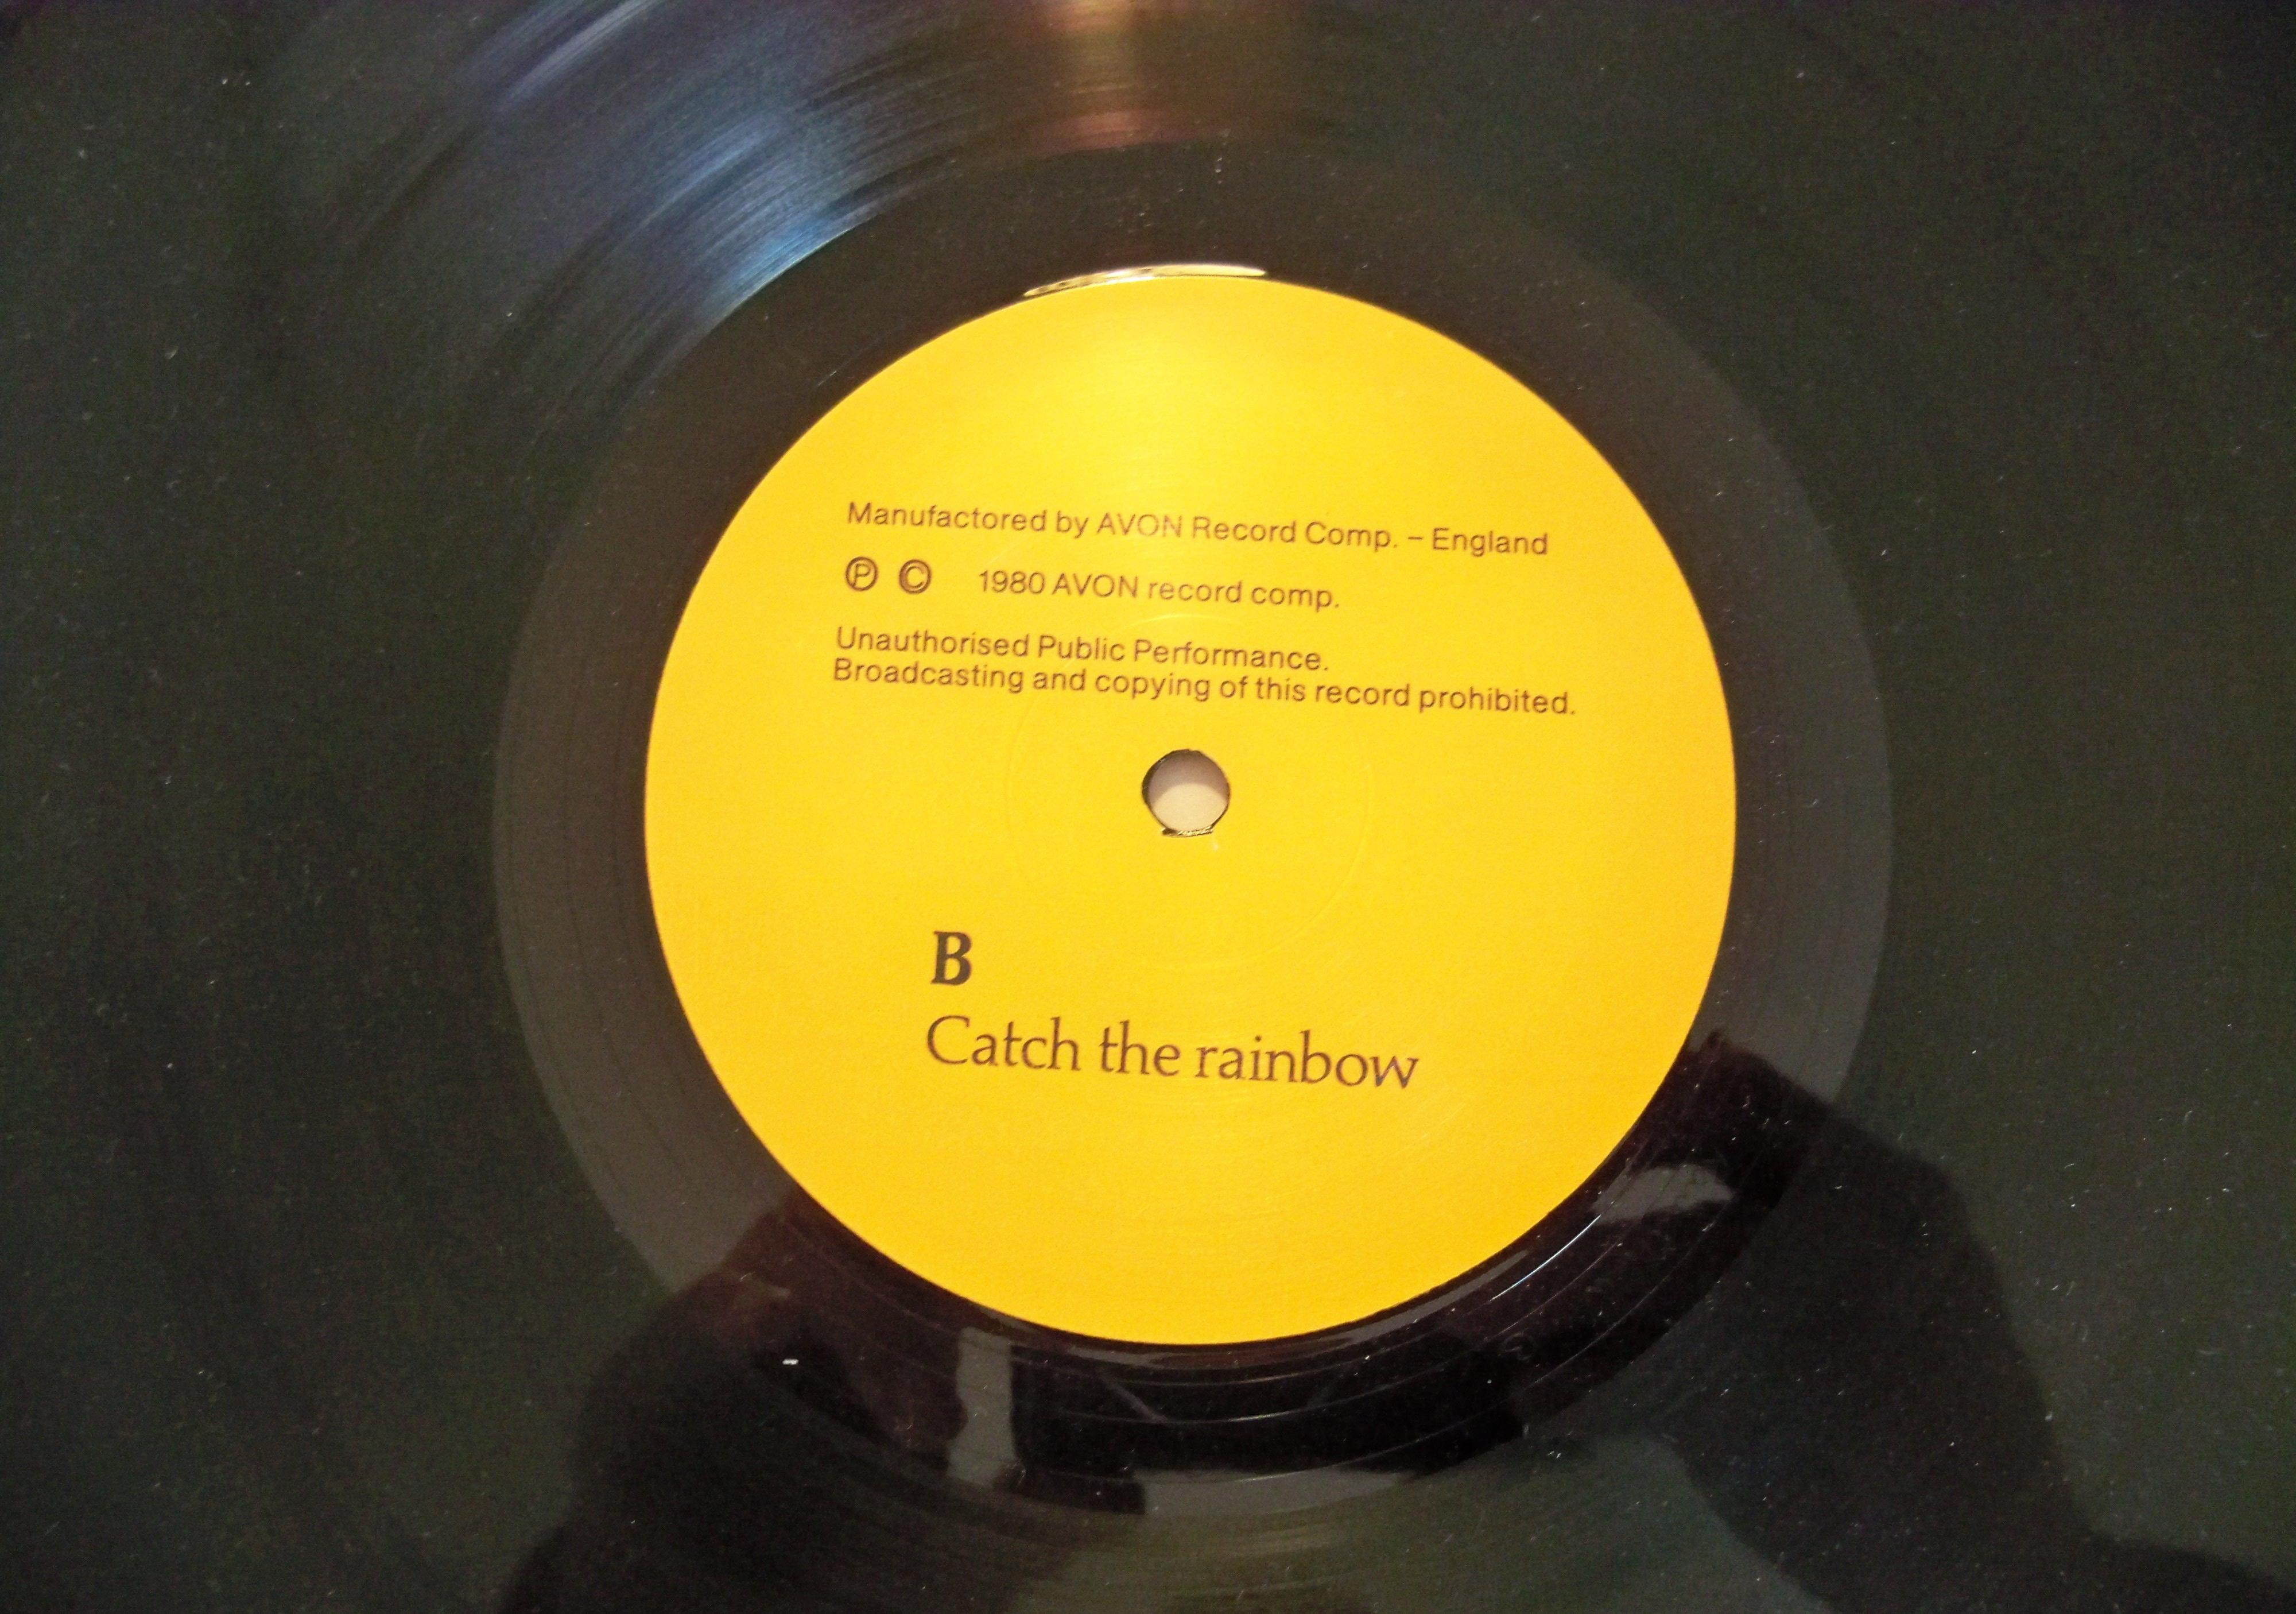 Manufactored by AVON Record Comp. – England
Ⓟ © 1980 AVON record comp.
Unauthorised Public Performance.
Broadcasting and copying of this record prohibited.
B
Catch the rainbow